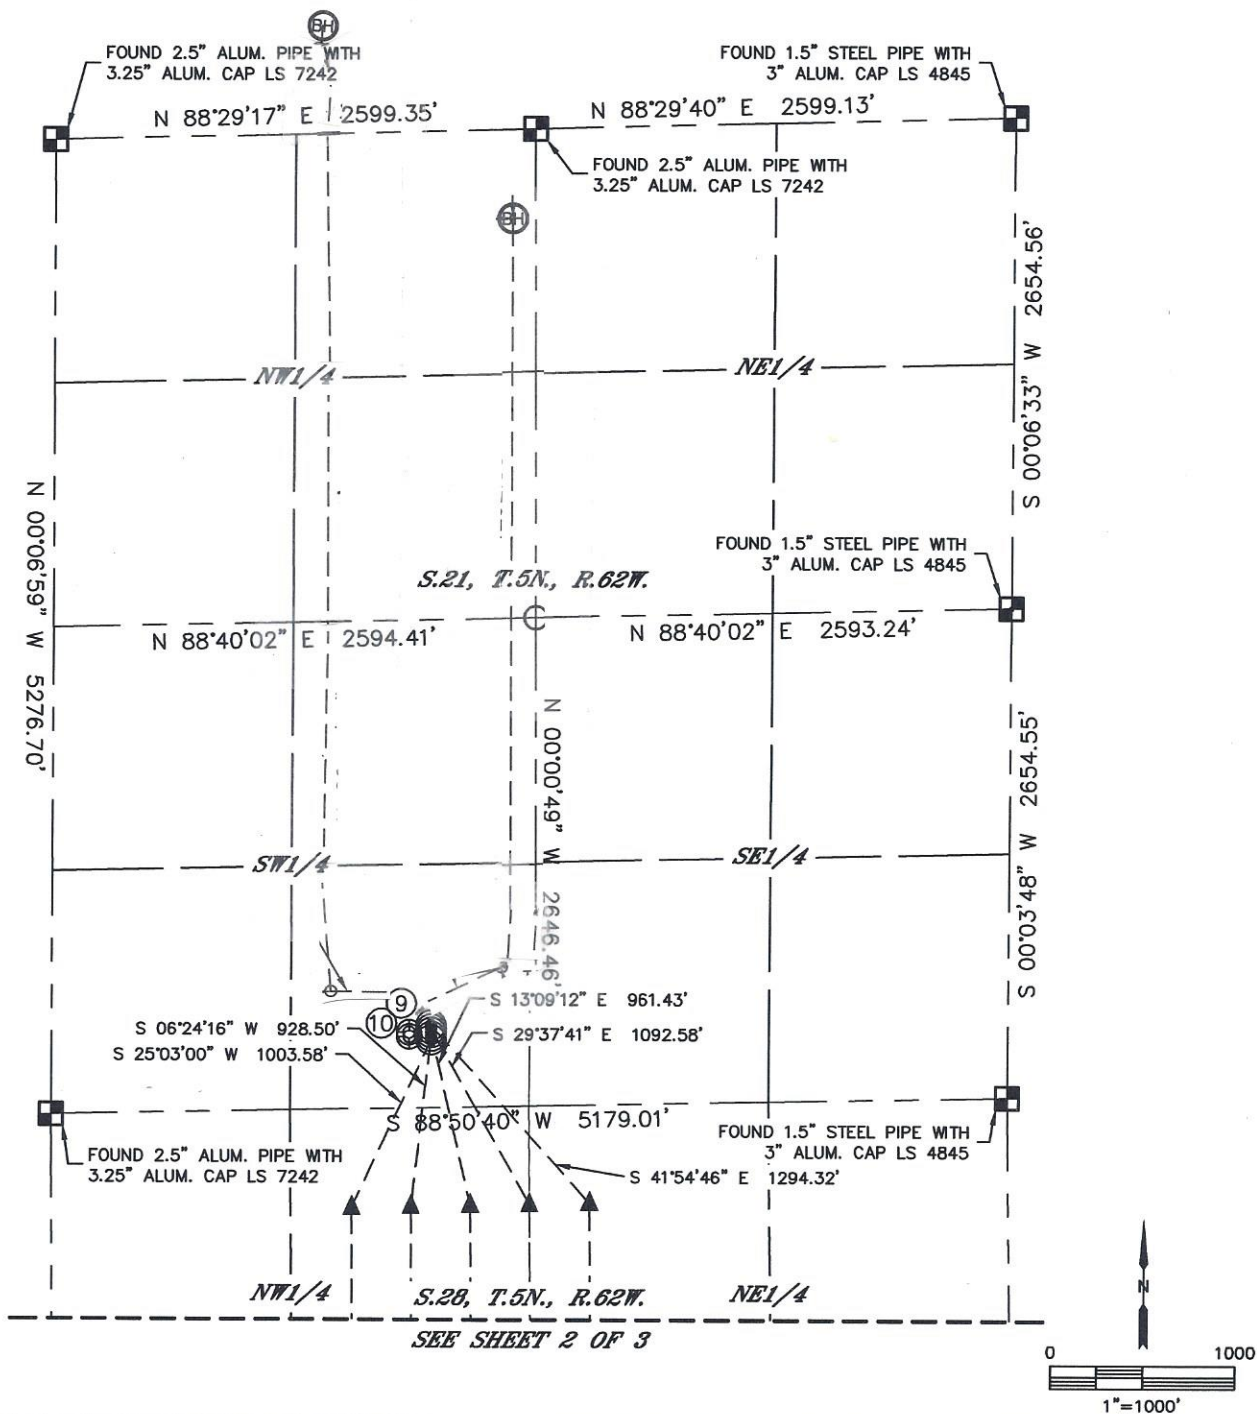 BH
FOUND 2.5" ALUM. PIPE WITH
3.25" ALUM. CAP LS 7242
FOUND 1.5" STEEL PIPE WITH
3" ALUM. CAP LS 4845
N 88°29'17" E 2599.35'
N 88°29'40" E 2599.13'
FOUND 2.5" ALUM. PIPE WITH
3.25" ALUM. CAP LS 7242
BH
S 00°06'33" W 2654.56'
NW1/4
NE1/4
N 00°06'59" W 5276.70'
FOUND 1.5" STEEL PIPE WITH
3" ALUM. CAP LS 4845
S.21, T.5N., R.62W.
C
N 88°40'02" E 2594.41'
N 88°40'02" E 2593.24'
N 00°00'49" W 2646.46'
S 00°03'48" W 2654.55'
SW1/4
SE1/4
9
10
S 13°09'12" E 961.43'
S 06°24'16" W 928.50'
S 29°37'41" E 1092.58'
S 25°03'00" W 1003.58'
S 88°50'40" W 5179.01'
FOUND 2.5" ALUM. PIPE WITH
3.25" ALUM. CAP LS 7242
FOUND 1.5" STEEL PIPE WITH
3" ALUM. CAP LS 4845
S 41°54'46" E 1294.32'
NW1/4
S.28, T.5N., R.62W.
NE1/4
SEE SHEET 2 OF 3
N
0 1000
1"=1000'